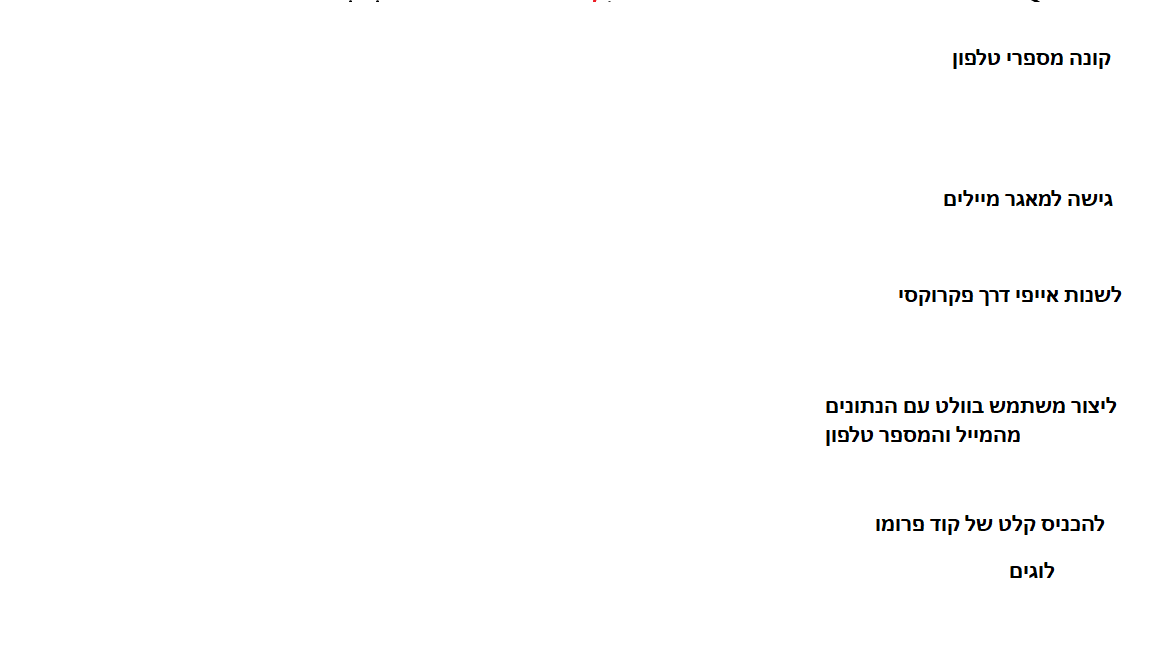 קונה מספרי טלפון
גישה למאגר מיילים
לשנות אייפי דרך פקרוקסי
ליצור משתמש בוולט עם הנתונים
מהמייל והמספר טלפון
להכניס קלט של קוד פרומו
לוגים